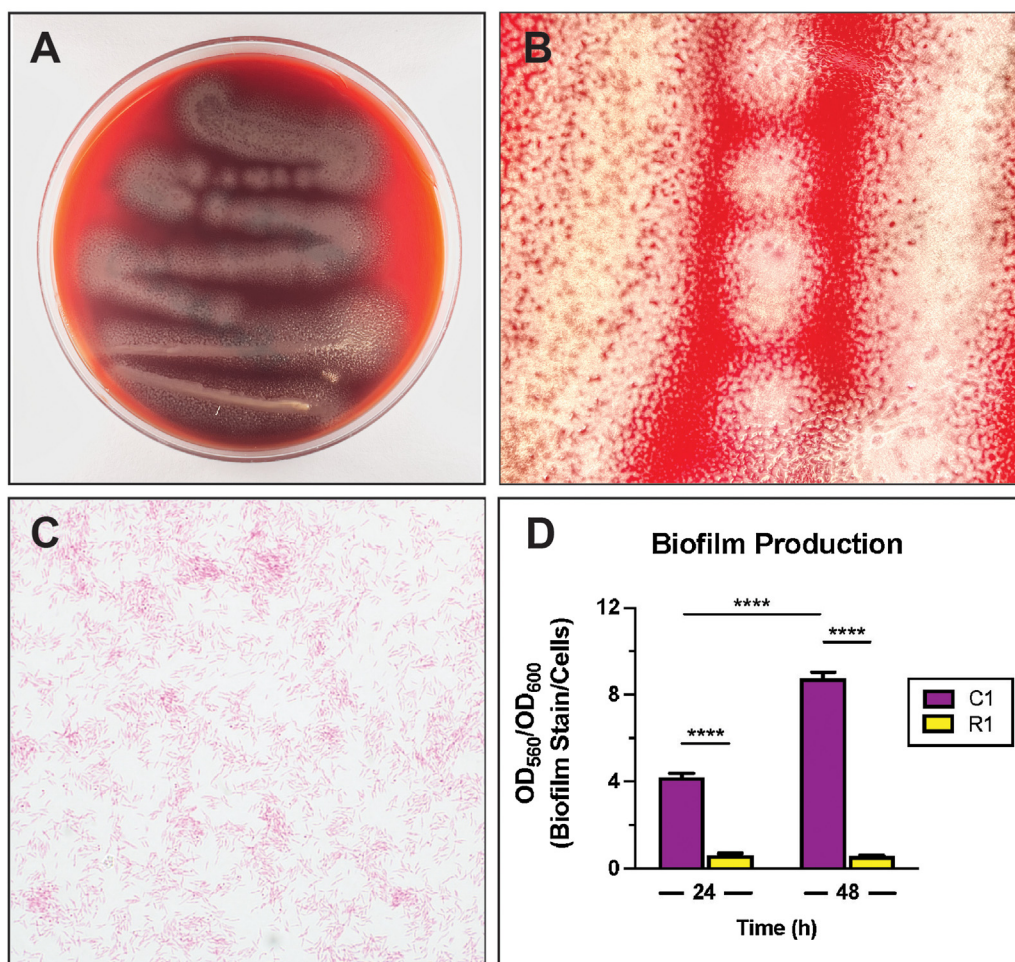 A
B
C
D
Biofilm Production
OD560/OD600
(Biofilm Stain/Cells)
12
8
4
0
****
****
****
C1
R1
24
48
Time (h)